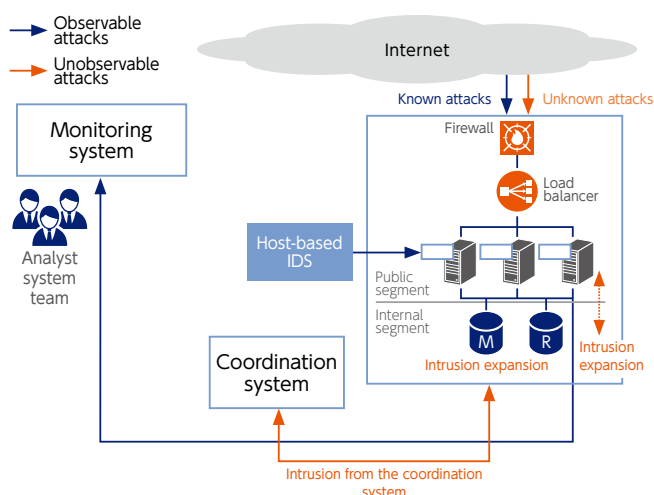 Observable
attacks
Unobservable
attacks
Internet
Known attacks
Unknown attacks
Monitoring
system
Firewall
Load
balancer
Analyst
system
team
Host-based
IDS
Public
segment
Internal
segment
M
R
Intrusion expansion
Intrusion
expansion
Coordination
system
Intrusion from the coordination
system